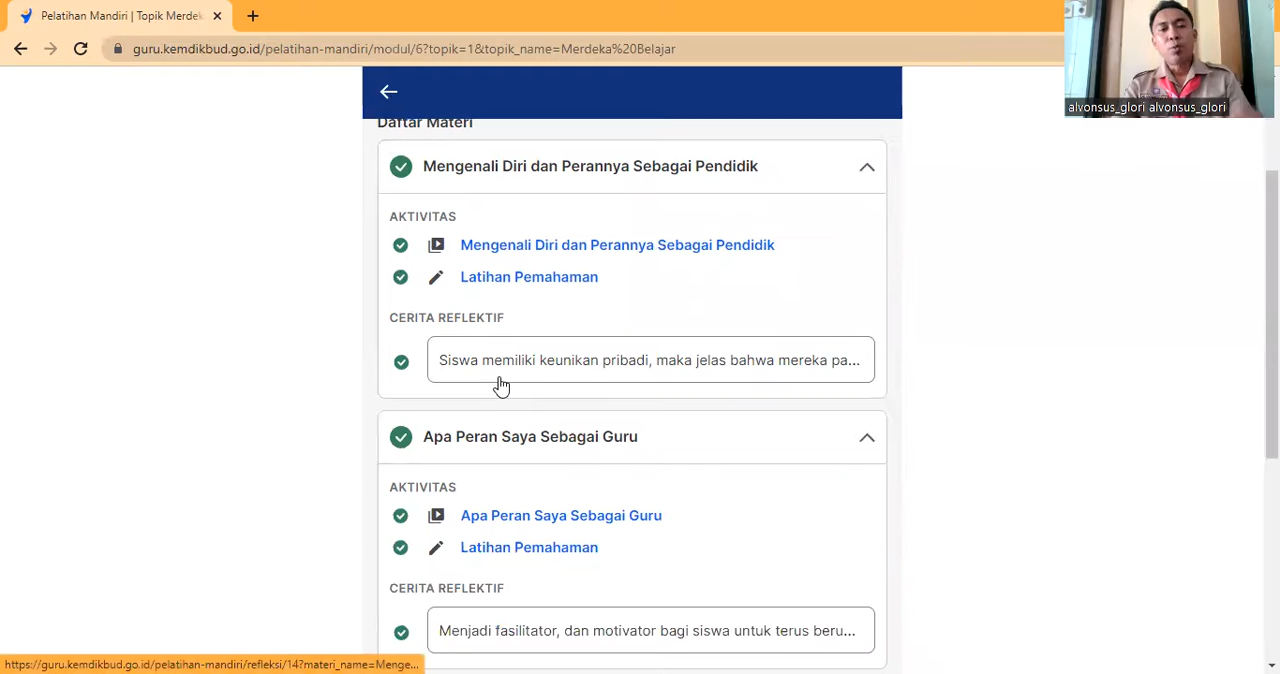 Pelatihan Mandiri | Topik Merdek
guru.kemdikbud.go.id/pelatihan-mandiri/modul/6?topik=1&topik_name=Merdeka%20Belajar
alvonsus_glori alvonsus_glori
Daftar Materi
Mengenali Diri dan Perannya Sebagai Pendidik
AKTIVITAS
Mengenali Diri dan Perannya Sebagai Pendidik
Latihan Pemahaman
CERITA REFLEKTIF
Siswa memiliki keunikan pribadi, maka jelas bahwa mereka pa...
Apa Peran Saya Sebagai Guru
AKTIVITAS
Apa Peran Saya Sebagai Guru
Latihan Pemahaman
CERITA REFLEKTIF
Menjadi fasilitator, dan motivator bagi siswa untuk terus beru...
https://guru.kemdikbud.go.id/pelatihan-mandiri/refleksi/14?materi_name=Menge...